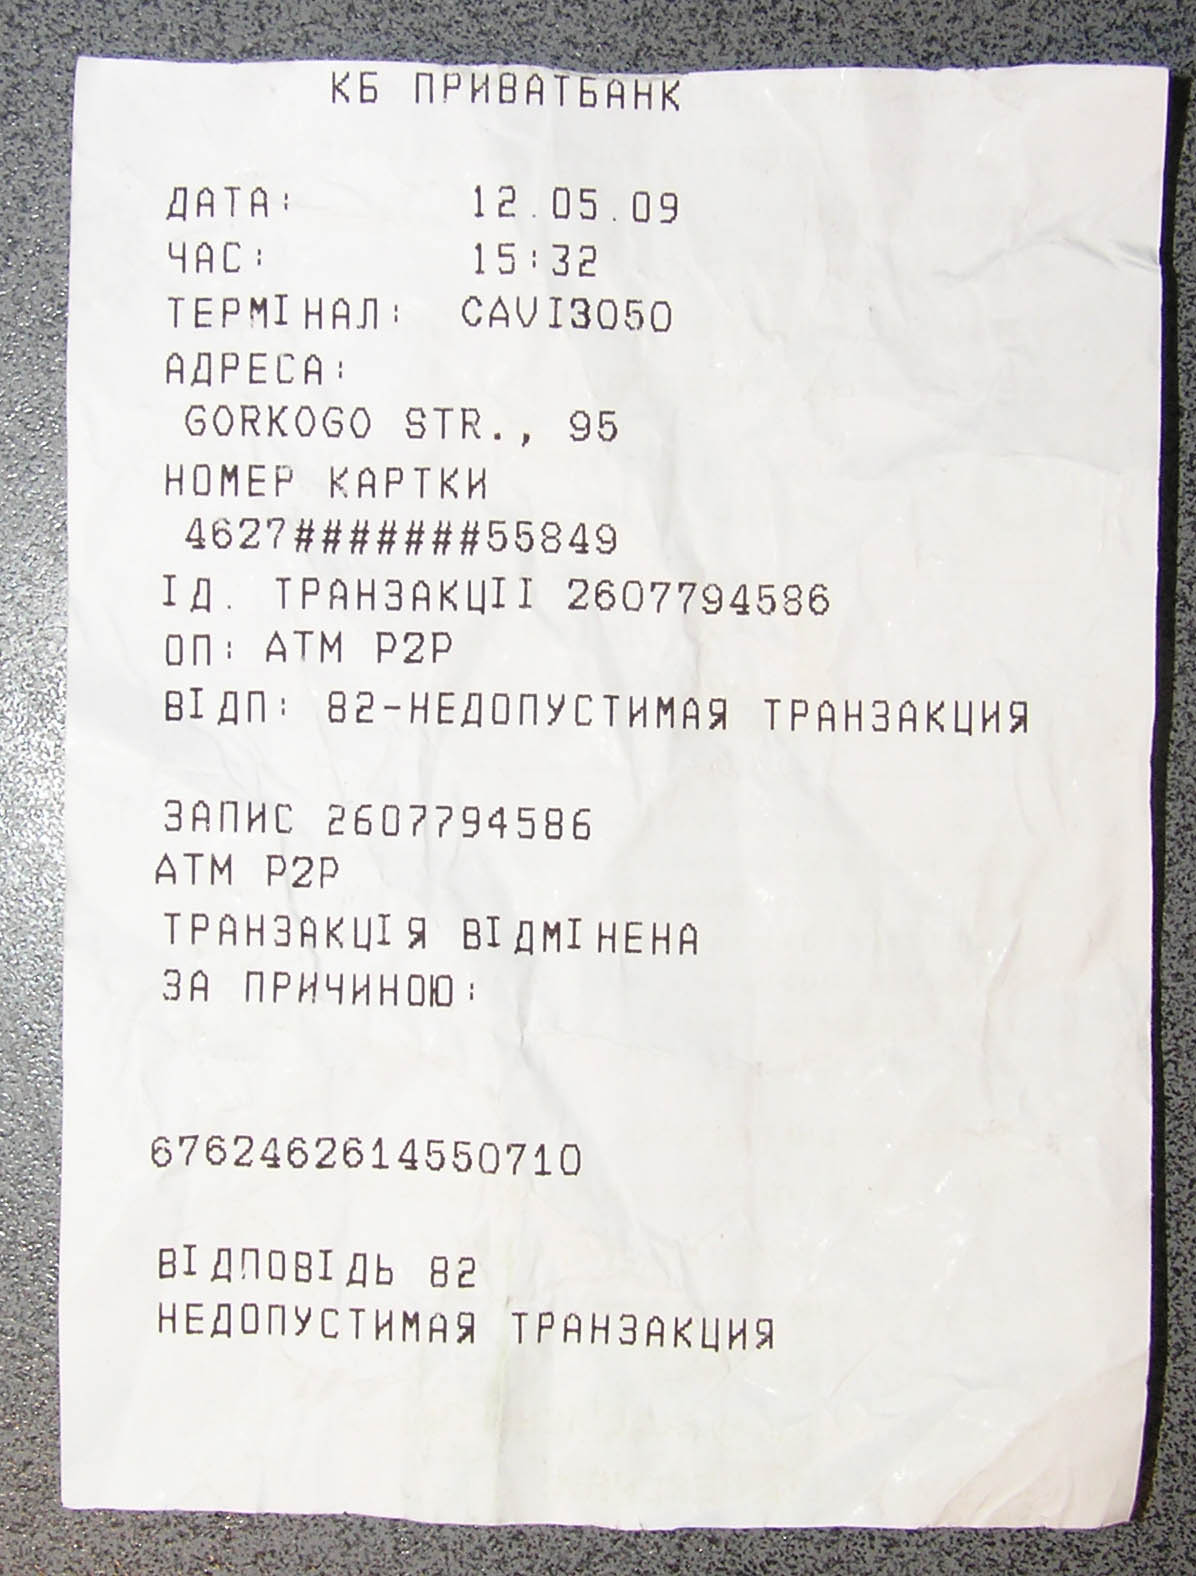 КБ ПРИВАТБАНК
ДАТА: 12.05.09
ЧАС: 15:32
ТЕРМІНАЛ: CAVI3050
АДРЕСА:
GORKOGO STR., 95
НОМЕР КАРТКИ
4627#######55849
ІД. ТРАНЗАКЦІІ 2607794586
ОП: ATM P2P
ВІДП: 82-НЕДОПУСТИМАЯ ТРАНЗАКЦИЯ
ЗАПИС 2607794586
ATM P2P
ТРАНЗАКЦІЯ ВІДМІНЕНА
ЗА ПРИЧИНОЮ:
6762462614550710
ВІДПОВІДЬ 82
НЕДОПУСТИМАЯ ТРАНЗАКЦИЯ